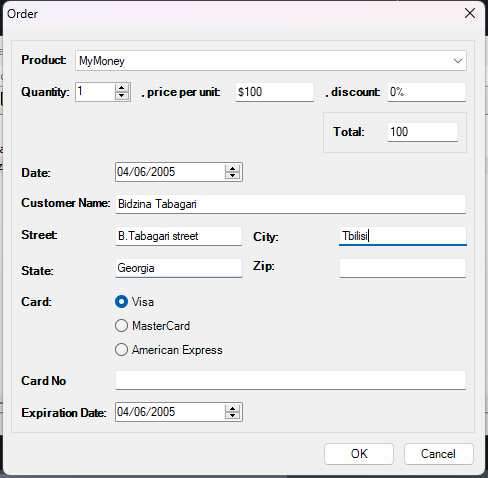 Order
Product: MyMoney
Quantity: 1 , price per unit: $100 , discount: 0%
Total: 100
Date: 04/06/2005
Customer Name: Bidzina Tabagari
Street: B.Tabagari street City: Tbilisi
State: Georgia Zip:
Card: Visa
MasterCard
American Express
Card No
Expiration Date: 04/06/2005
OK Cancel